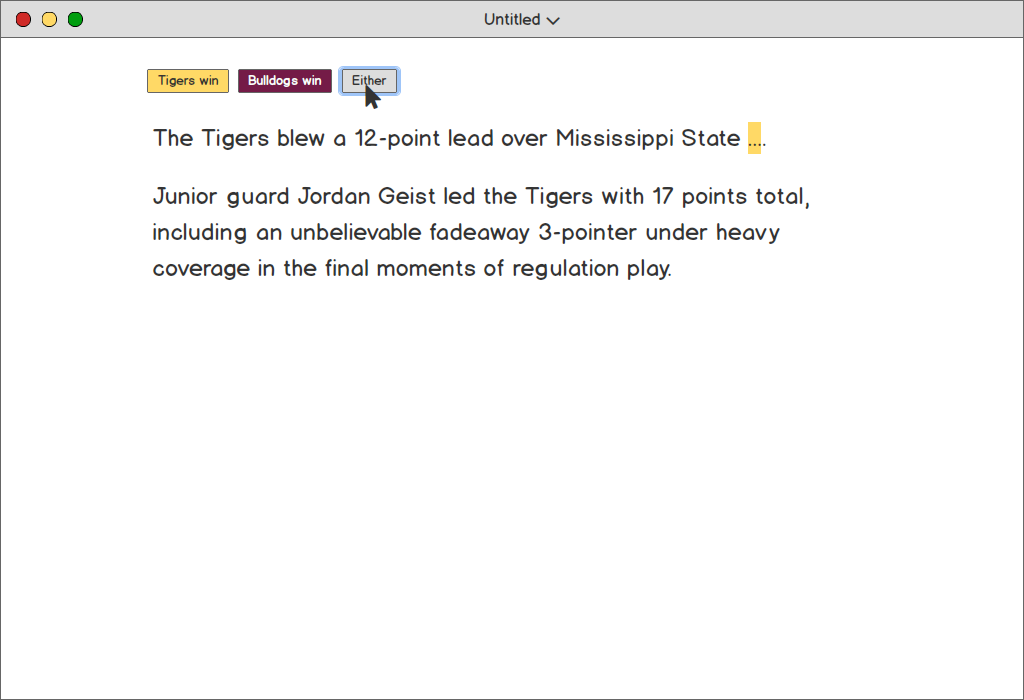 Untitled
Tigers win Bulldogs win Either
The Tigers blew a 12-point lead over Mississippi State ....
Junior guard Jordan Geist led the Tigers with 17 points total,
including an unbelievable fadeaway 3-pointer under heavy
coverage in the final moments of regulation play.